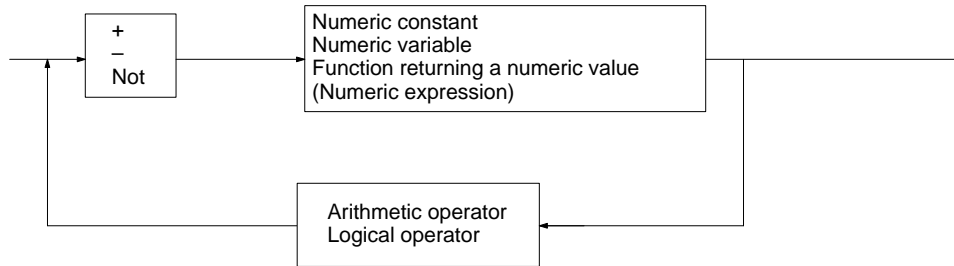 +
–
Not
Numeric constant
Numeric variable
Function returning a numeric value
(Numeric expression)
Arithmetic operator
Logical operator